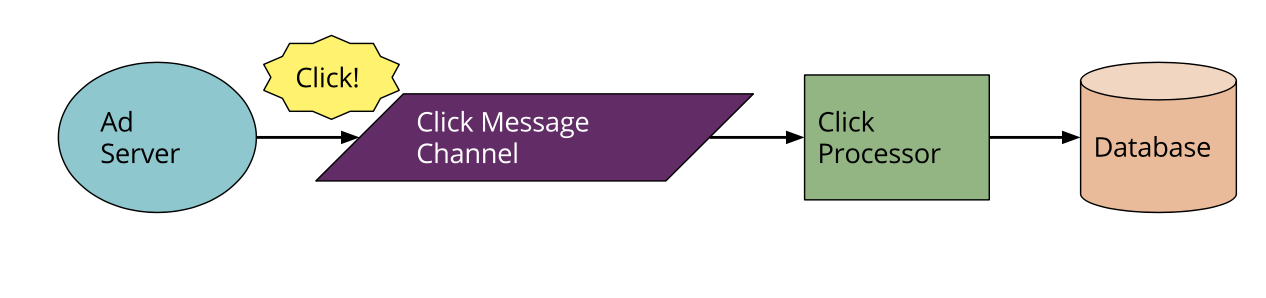 Click!
Ad
Server
Click Message
Channel
Click
Processor
Database